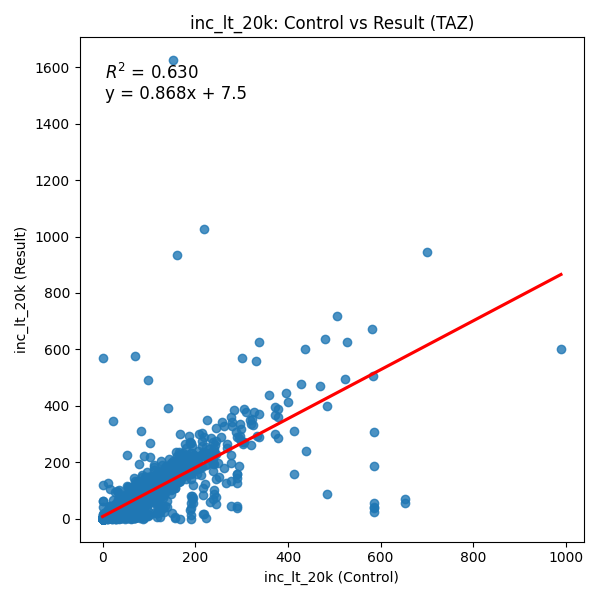 inc_lt_20k: Control vs Result (TAZ)
R² = 0.630
y = 0.868x + 7.5
inc_lt_20k (Result)
1600
1400
1200
1000
800
600
400
200
0
0 200 400 600 800 1000
inc_lt_20k (Control)